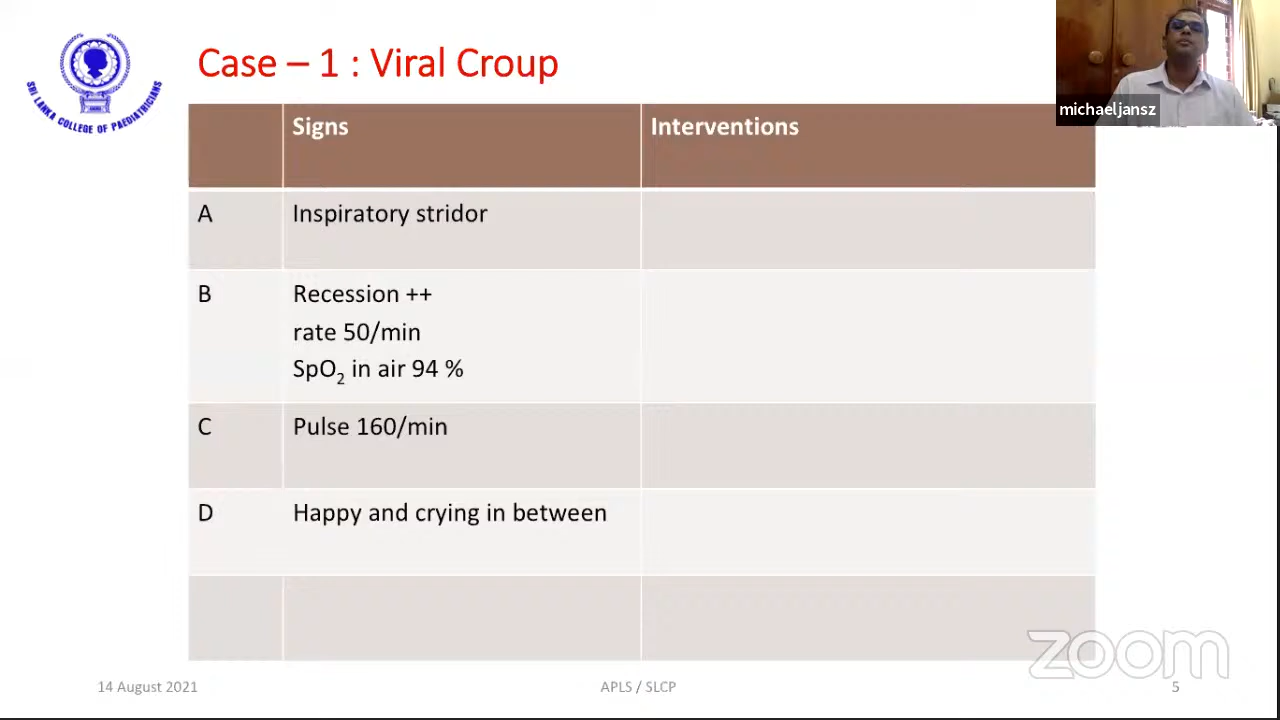 SRI LANKA COLLEGE OF PAEDIATRICIANS
Case – 1 : Viral Croup
michaeljansz
Signs
Interventions
A
Inspiratory stridor
B
Recession ++
rate 50/min
SpO₂ in air 94 %
C
Pulse 160/min
D
Happy and crying in between
zoom
14 August 2021
APLS / SLCP
5